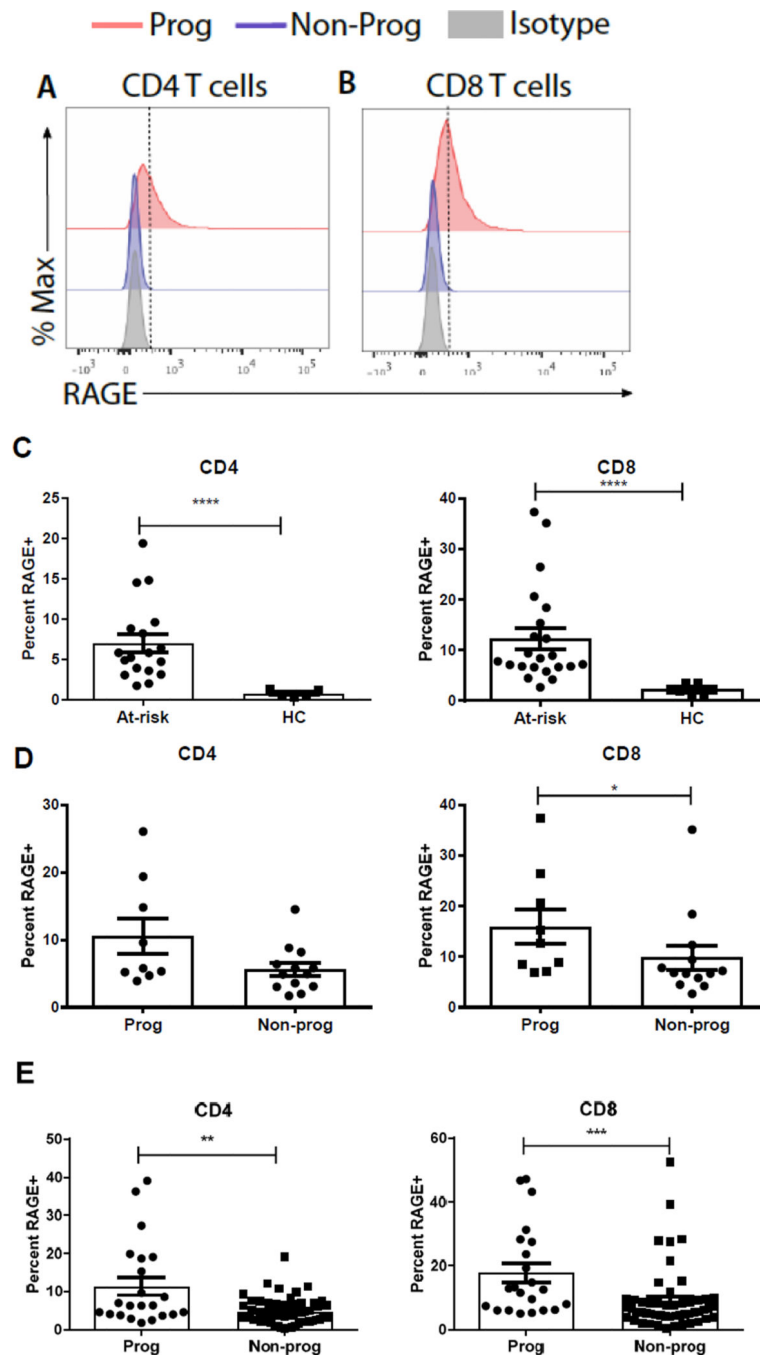 Prog Non-Prog Isotype
A CD4 T cells B CD8 T cells
% Max
-10³ 0 10³ 10⁴ 10⁵
-10³ 0 10³ 10⁴ 10⁵
RAGE
C
CD4
Percent RAGE+
25
20
15
10
5
0
****
At-risk HC
CD8
Percent RAGE+
40
30
20
10
0
****
At-risk HC
D
CD4
Percent RAGE+
30
20
10
0
Prog Non-prog
CD8
Percent RAGE+
40
30
20
10
0
*
Prog Non-prog
E
CD4
Percent RAGE+
50
40
30
20
10
0
**
Prog Non-prog
CD8
Percent RAGE+
60
40
20
0
***
Prog Non-prog